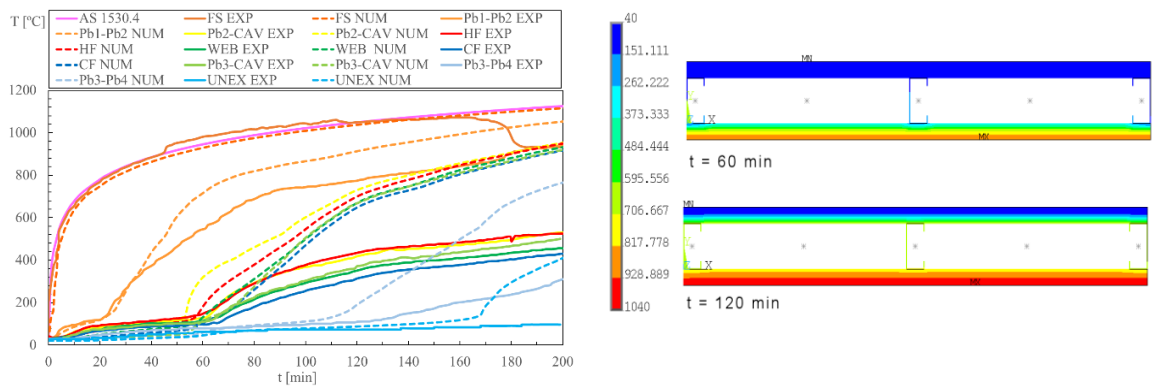 T [ºC]
AS 1530.4 FS EXP FS NUM Pb1-Pb2 EXP
Pb1-Pb2 NUM Pb2-CAV EXP Pb2-CAV NUM HF EXP
HF NUM WEB EXP WEB NUM CF EXP
CF NUM Pb3-CAV EXP Pb3-CAV NUM Pb3-Pb4 EXP
Pb3-Pb4 NUM UNEX EXP UNEX NUM
1200
1000
800
600
400
200
0
0 20 40 60 80 100 120 140 160 180 200
t [min]
40
151.111
262.222
373.333
484.444
595.556
706.667
817.778
928.889
1040
MN
X
MX
t = 60 min
MN
X
MX
t = 120 min